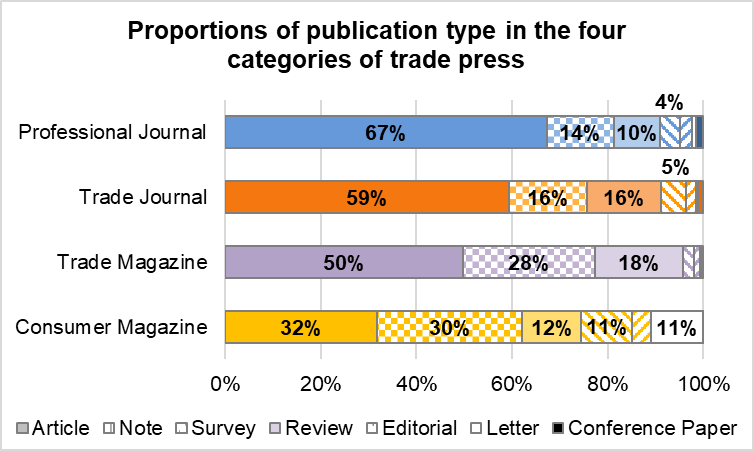 Proportions of publication type in the four
categories of trade press
4%
Professional Journal 67% 14% 10%
5%
Trade Journal 59% 16% 16%
Trade Magazine 50% 28% 18%
Consumer Magazine 32% 30% 12% 11% 11%
0% 20% 40% 60% 80% 100%
Article Note Survey Review Editorial Letter Conference Paper